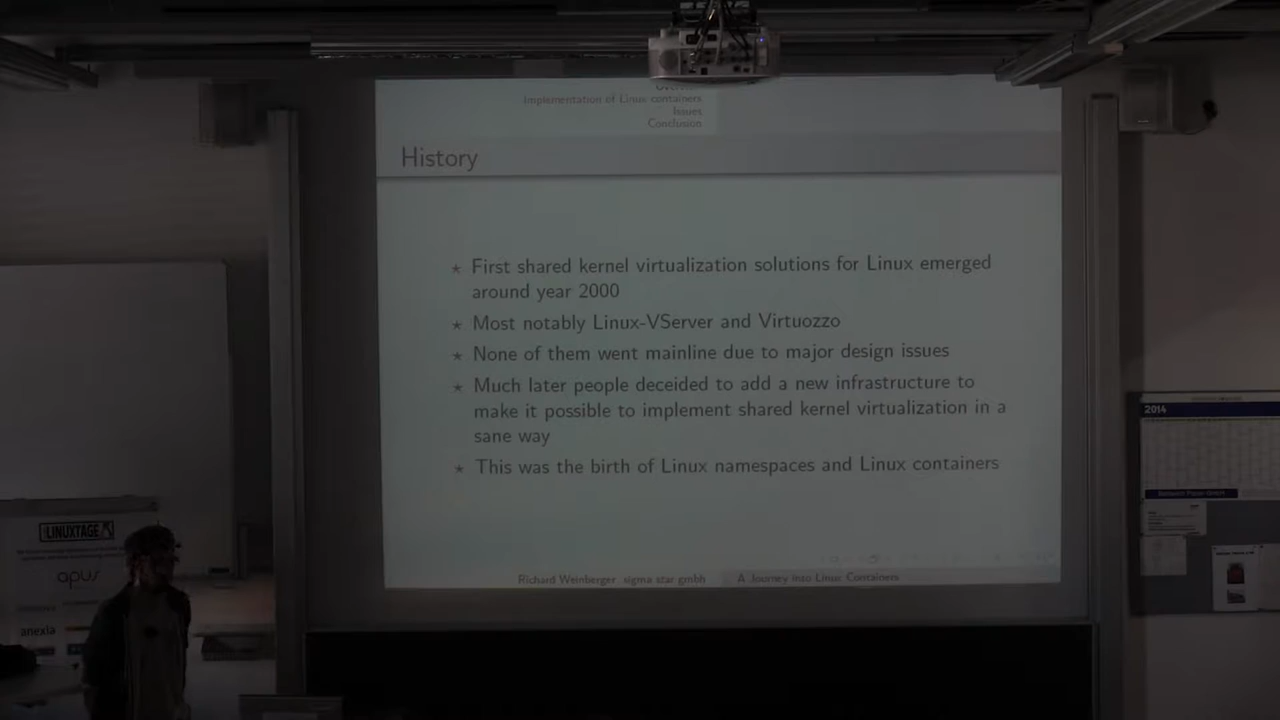 Implementation of Linux containers
Issues
Conclusion
History
First shared kernel virtualization solutions for Linux emerged
around year 2000
Most notably Linux-VServer and Virtuozzo
None of them went mainline due to major design issues
Much later people deceided to add a new infrastructure to
make it possible to implement shared kernel virtualization in a
sane way
This was the birth of Linux namespaces and Linux containers
Richard Weinberger, sigma star gmbh
A Journey into Linux Containers
2014
LINUXTAGE
apus
anexia